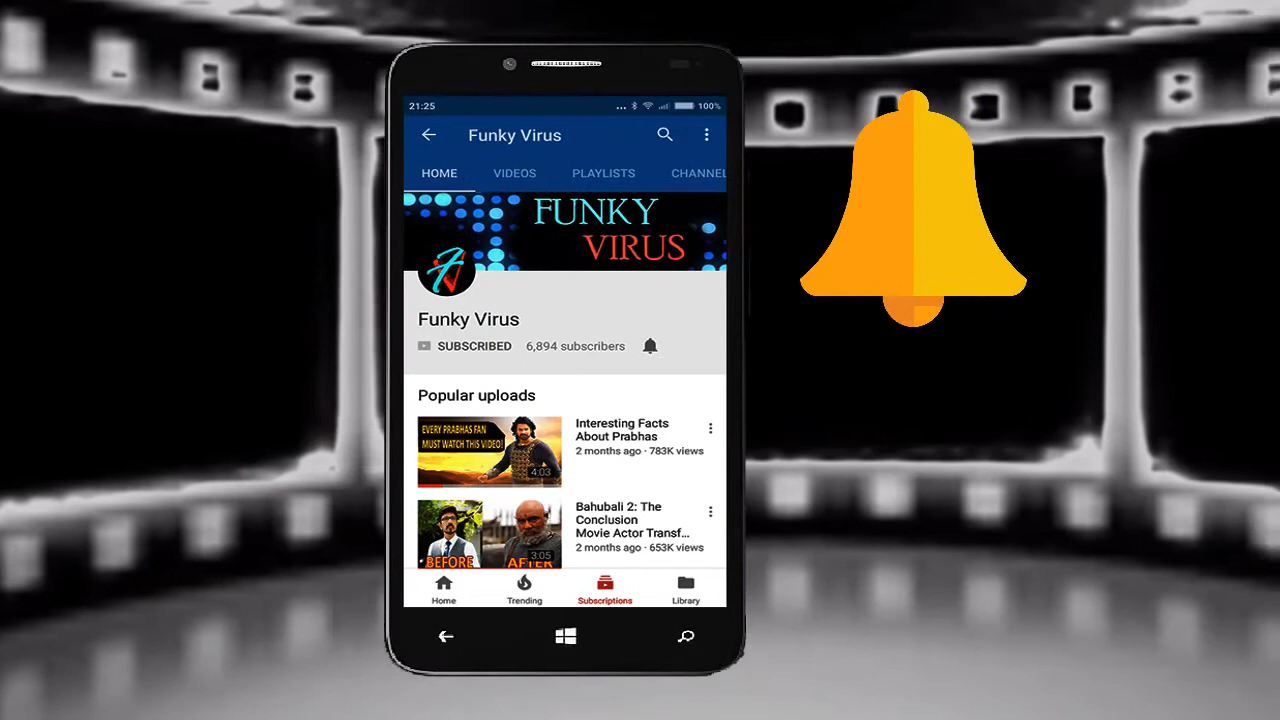 21:25 ... 100%
Funky Virus
HOME VIDEOS PLAYLISTS CHANNEL
FUNKY
VIRUS
FV
Funky Virus
SUBSCRIBED 6,894 subscribers
Popular uploads
EVERY PRABHAS FAN
MUST WATCH THIS VIDEO!
4:03
Interesting Facts
About Prabhas
2 months ago · 783K views
BEFORE AFTER
3:05
Bahubali 2: The
Conclusion
Movie Actor Transf...
2 months ago · 653K views
Home Trending Subscriptions Library